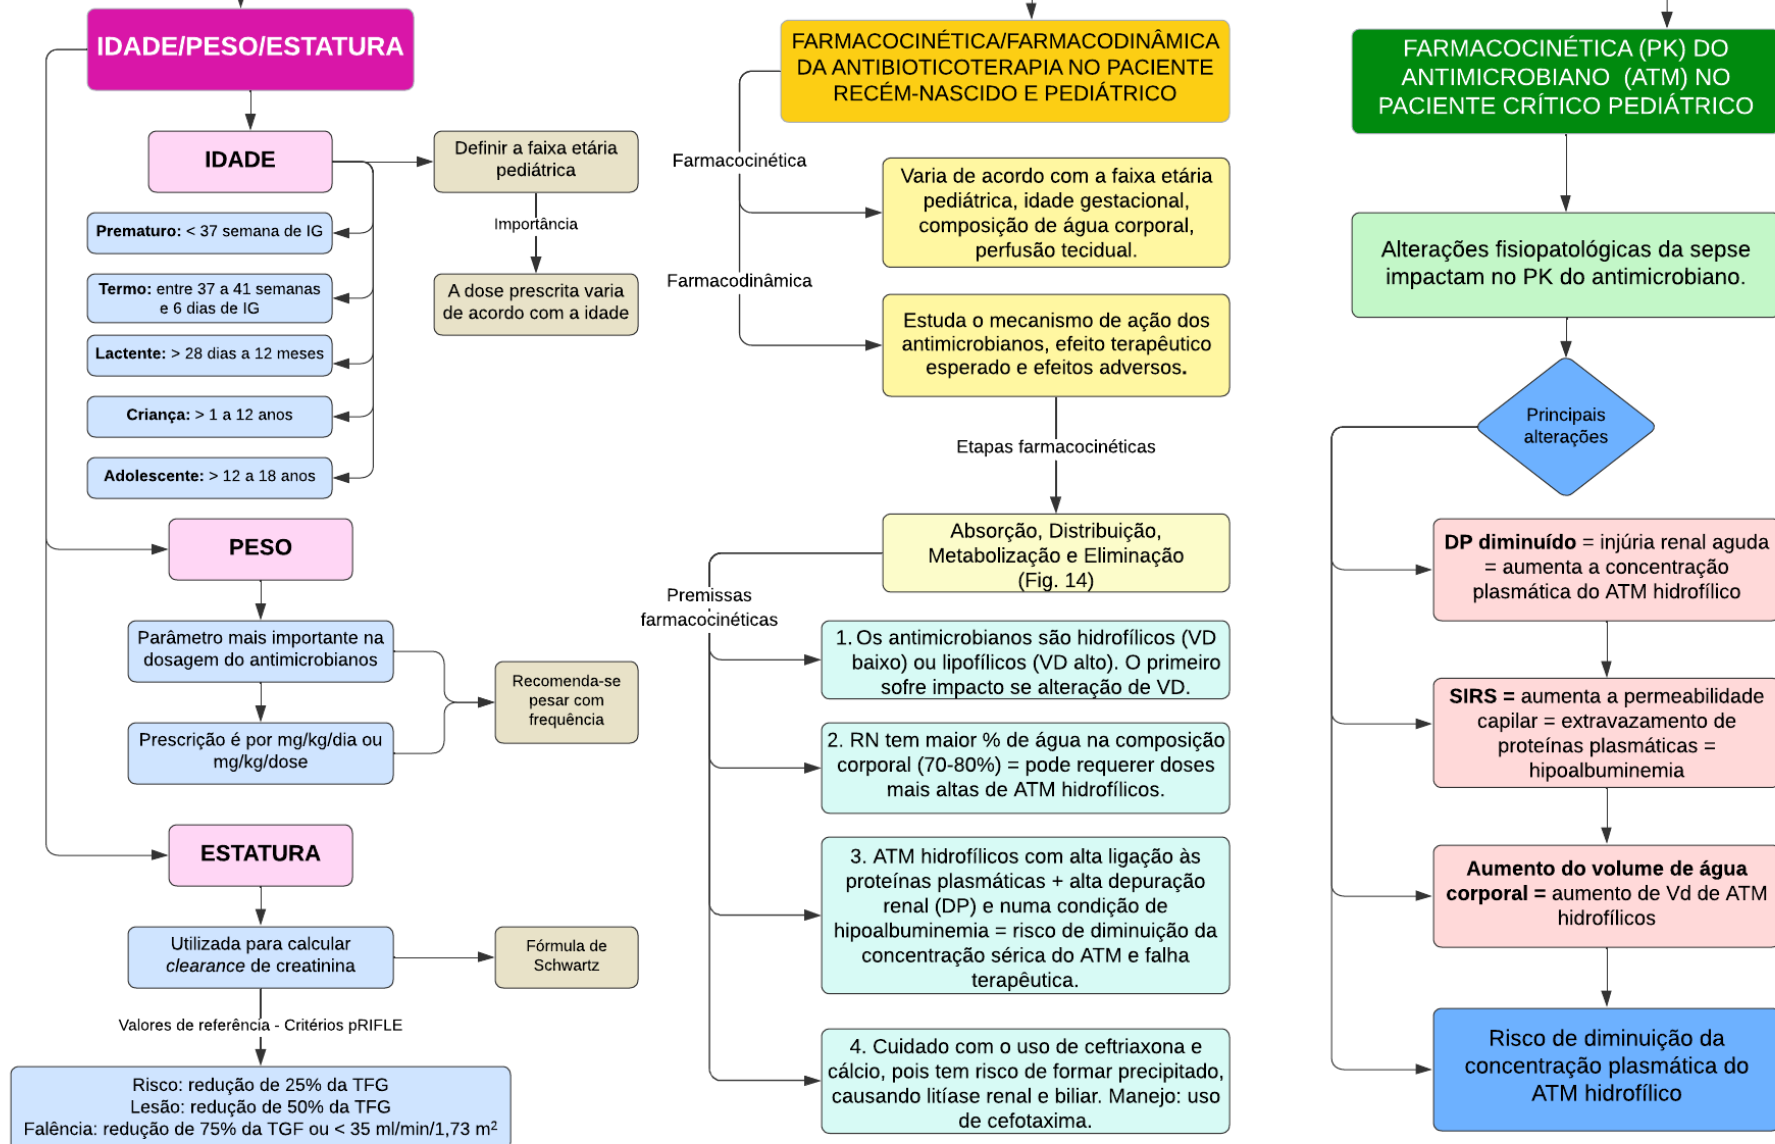 IDADE/PESO/ESTATURA
IDADE
Definir a faixa etária
pediátrica
Importância
A dose prescrita varia
de acordo com a idade
Prematuro: < 37 semana de IG
Termo: entre 37 a 41 semanas
e 6 dias de IG
Lactente: > 28 dias a 12 meses
Criança: > 1 a 12 anos
Adolescente: > 12 a 18 anos
PESO
Parâmetro mais importante na
dosagem do antimicrobianos
Prescrição é por mg/kg/dia ou
mg/kg/dose
Recomenda-se
pesar com
frequência
ESTATURA
Utilizada para calcular
clearance de creatinina
Fórmula de
Schwartz
Valores de referência - Critérios pRIFLE
Risco: redução de 25% da TFG
Lesão: redução de 50% da TFG
Falência: redução de 75% da TGF ou < 35 ml/min/1,73 m²
FARMACOCINÉTICA/FARMACODINÂMICA
DA ANTIBIOTICOTERAPIA NO PACIENTE
RECÉM-NASCIDO E PEDIÁTRICO
Farmacocinética
Varia de acordo com a faixa etária
pediátrica, idade gestacional,
composição de água corporal,
perfusão tecidual.
Farmacodinâmica
Estuda o mecanismo de ação dos
antimicrobianos, efeito terapêutico
esperado e efeitos adversos.
Etapas farmacocinéticas
Absorção, Distribuição,
Metabolização e Eliminação
(Fig. 14)
Premissas
farmacocinéticas
1. Os antimicrobianos são hidrofílicos (VD
baixo) ou lipofílicos (VD alto). O primeiro
sofre impacto se alteração de VD.
2. RN tem maior % de água na composição
corporal (70-80%) = pode requerer doses
mais altas de ATM hidrofílicos.
3. ATM hidrofílicos com alta ligação às
proteínas plasmáticas + alta depuração
renal (DP) e numa condição de
hipoalbuminemia = risco de diminuição da
concentração sérica do ATM e falha
terapêutica.
4. Cuidado com o uso de ceftriaxona e
cálcio, pois tem risco de formar precipitado,
causando litíase renal e biliar. Manejo: uso
de cefotaxima.
FARMACOCINÉTICA (PK) DO
ANTIMICROBIANO (ATM) NO
PACIENTE CRÍTICO PEDIÁTRICO
Alterações fisiopatológicas da sepse
impactam no PK do antimicrobiano.
Principais
alterações
DP diminuído = injúria renal aguda
= aumenta a concentração
plasmática do ATM hidrofílico
SIRS = aumenta a permeabilidade
capilar = extravazamento de
proteínas plasmáticas =
hipoalbuminemia
Aumento do volume de água
corporal = aumento de Vd de ATM
hidrofílicos
Risco de diminuição da
concentração plasmática do
ATM hidrofílico